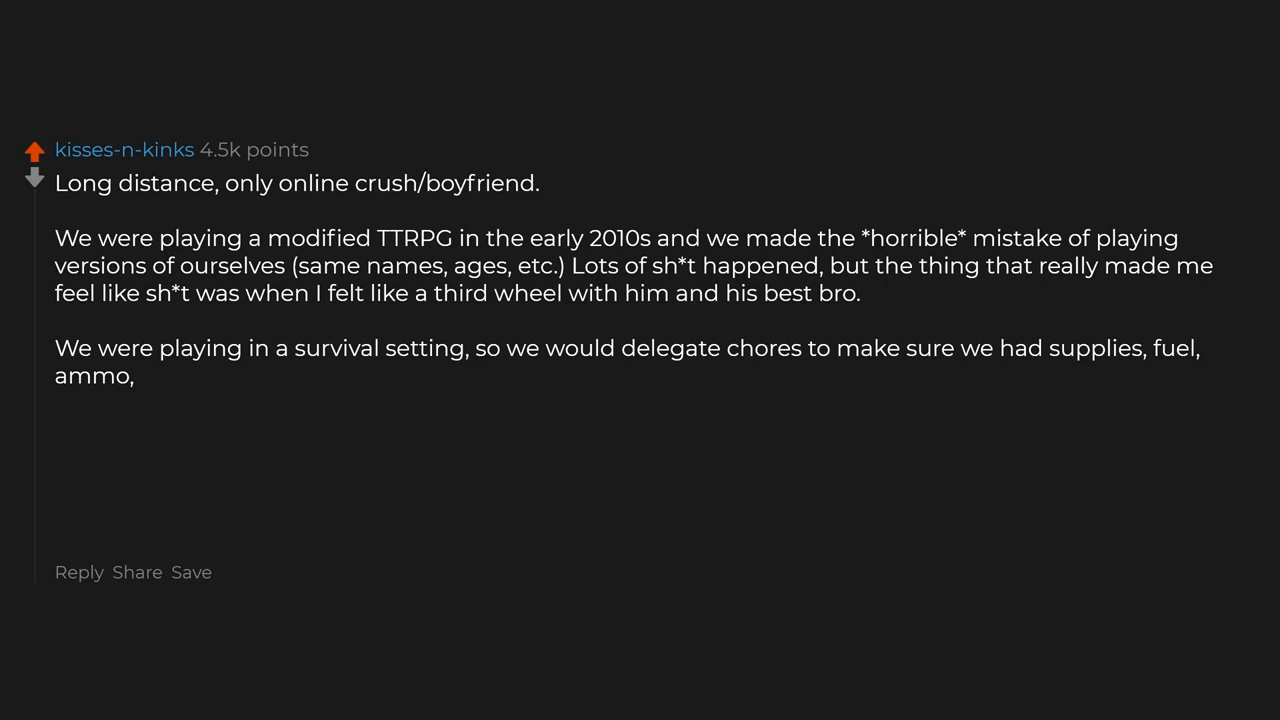 kisses-n-kinks 4.5k points
Long distance, only online crush/boyfriend.
We were playing a modified TTRPG in the early 2010s and we made the *horrible* mistake of playing
versions of ourselves (same names, ages, etc.) Lots of sh*t happened, but the thing that really made me
feel like sh*t was when I felt like a third wheel with him and his best bro.
We were playing in a survival setting, so we would delegate chores to make sure we had supplies, fuel,
ammo,
Reply Share Save